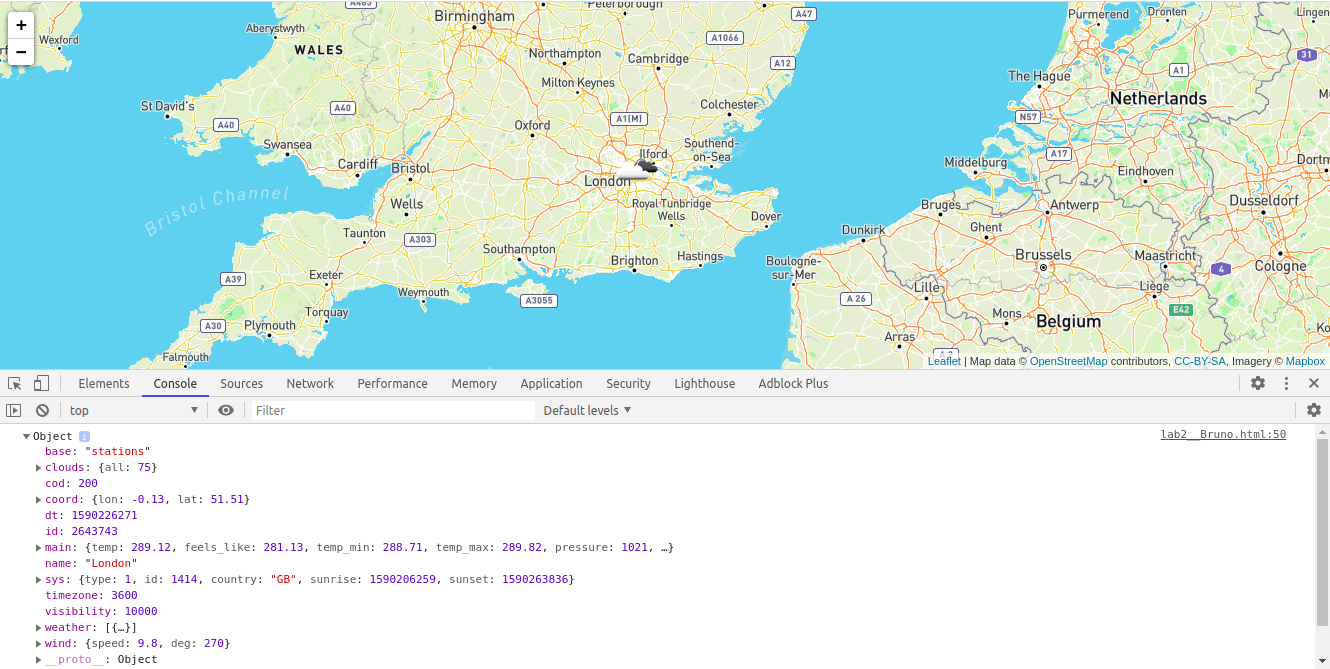 +
−
Wexford
Aberystwyth
WALES
Birmingham
Peterborough
A47
A1066
Northampton
Cambridge
A12
Milton Keynes
St David's
A40
A40
Oxford
A1(M)
Colchester
Swansea
Cardiff
Bristol
Ilford
Southend-
on-Sea
London
Bristol Channel
Wells
Royal Tunbridge
Wells
Dover
Taunton
A303
Southampton
Brighton
Hastings
A39
Exeter
Weymouth
A3055
Torquay
A30
Plymouth
Falmouth
Purmerend
Dronten
Lingen
31
The Hague
A1
Netherlands
N57
A17
Middelburg
Eindhoven
Bruges
Antwerp
Dusseldorf
Dunkirk
Ghent
Brussels
Maastricht
4
Cologne
Boulogne-
sur-Mer
A 26
Lille
Liège
E42
Mons
Belgium
Arras
Leaflet | Map data © OpenStreetMap contributors, CC-BY-SA, Imagery © Mapbox
Elements Console Sources Network Performance Memory Application Security Lighthouse Adblock Plus
top Filter Default levels
Object i lab2__Bruno.html:50
base: "stations"
clouds: {all: 75}
cod: 200
coord: {lon: -0.13, lat: 51.51}
dt: 1590226271
id: 2643743
main: {temp: 289.12, feels_like: 281.13, temp_min: 288.71, temp_max: 289.82, pressure: 1021, …}
name: "London"
sys: {type: 1, id: 1414, country: "GB", sunrise: 1590206259, sunset: 1590263836}
timezone: 3600
visibility: 10000
weather: [{…}]
wind: {speed: 9.8, deg: 270}
__proto__: Object